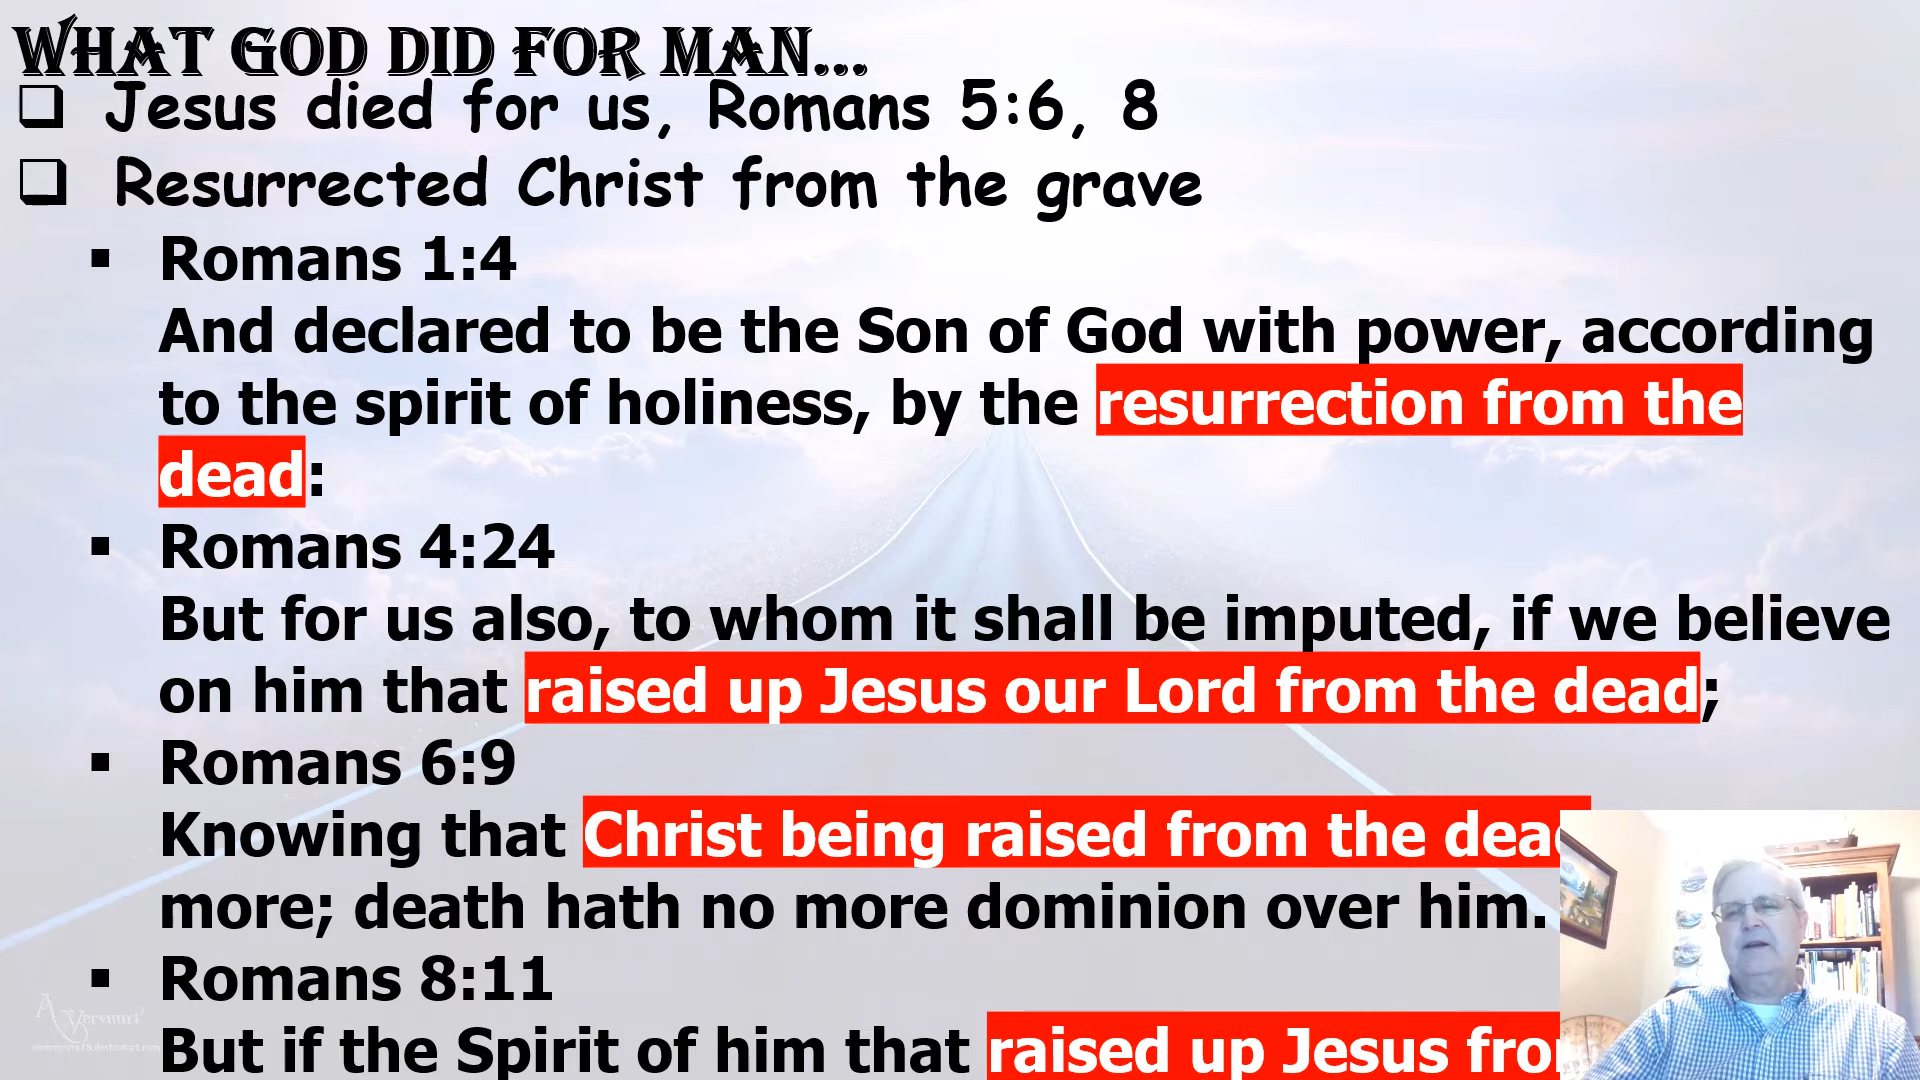 WHAT GOD DID FOR MAN...
❑ Jesus died for us, Romans 5:6, 8
❑ Resurrected Christ from the grave
▪ Romans 1:4
And declared to be the Son of God with power, according
to the spirit of holiness, by the resurrection from the
dead:
▪ Romans 4:24
But for us also, to whom it shall be imputed, if we believe
on him that raised up Jesus our Lord from the dead;
▪ Romans 6:9
Knowing that Christ being raised from the
more; death hath no more dominion over him.
▪ Romans 8:11
But if the Spirit of him that raised up Jesus